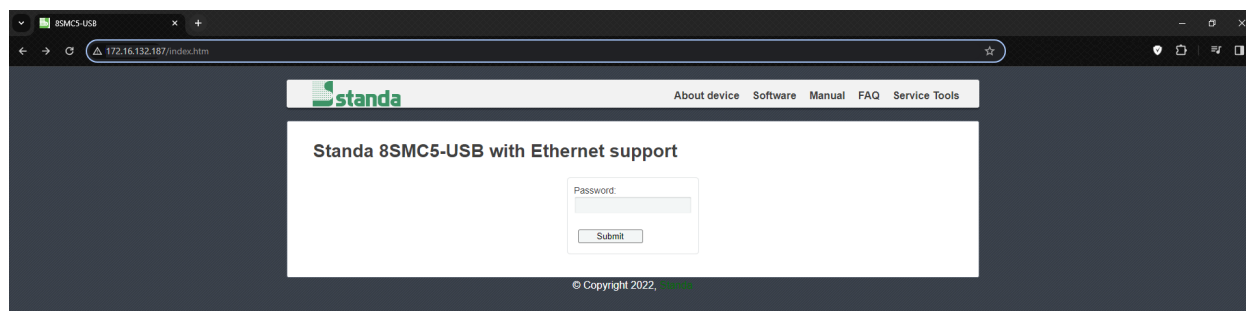 8SMC5-USB
172.16.132.187/index.htm
standa
About device Software Manual FAQ Service Tools
Standa 8SMC5-USB with Ethernet support
Password:
Submit
© Copyright 2022,